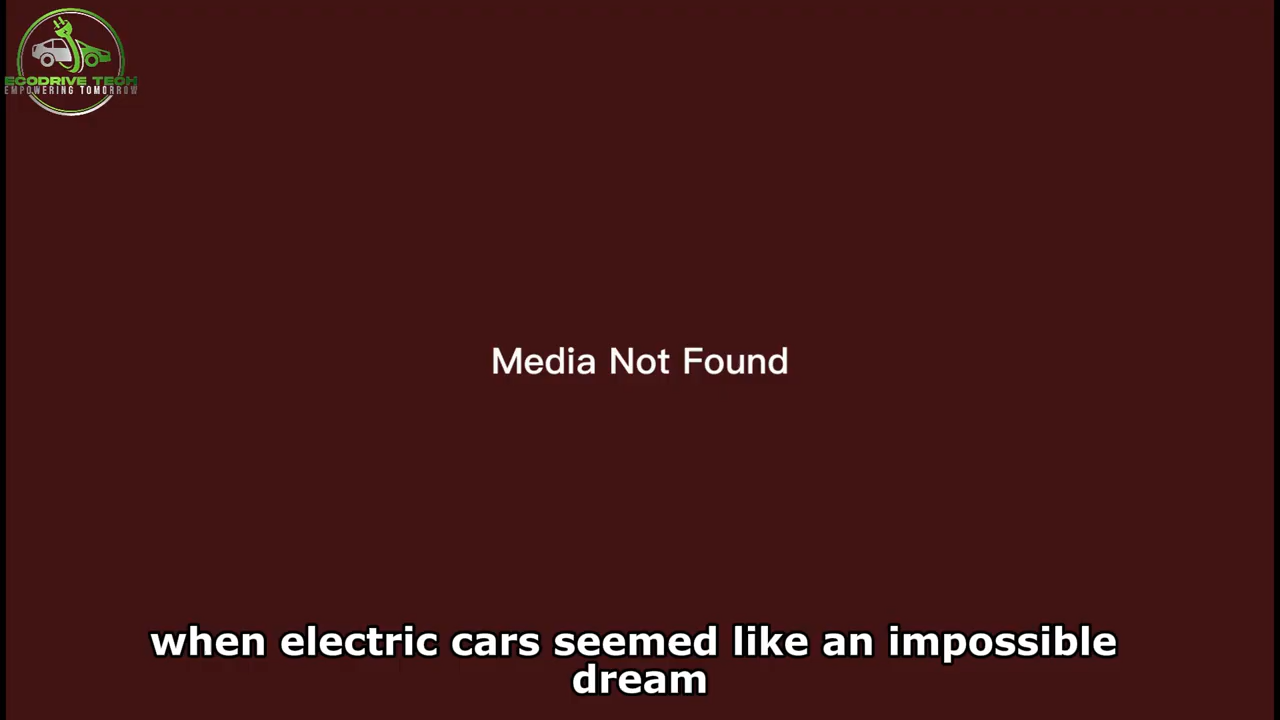 ECODRIVE TECH
EMPOWERING TOMORROW
Media Not Found
when electric cars seemed like an impossible
dream